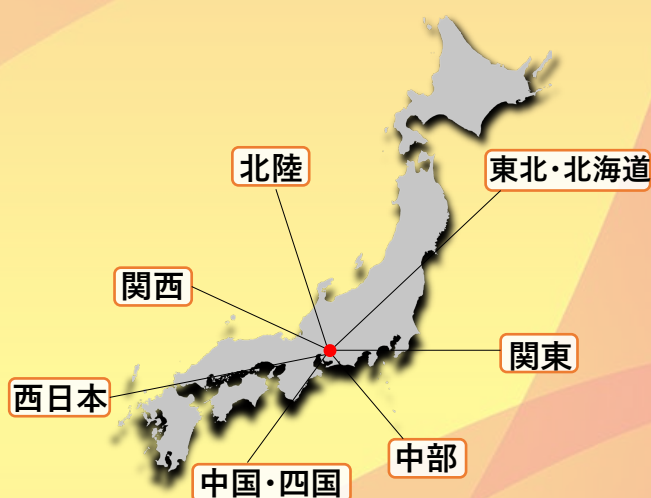 北陸
東北・北海道
関西
関東
西日本
中部
中国・四国